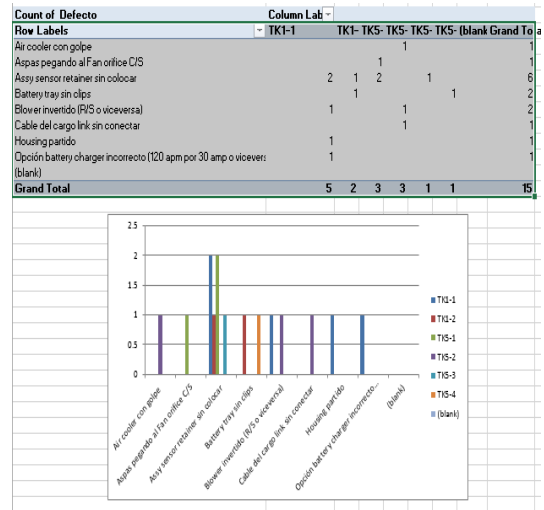 Count of Defecto Column Lab
Row Labels TK1-1 TK1- TK5- TK5- TK5- TK5- (blank Grand To
Air cooler con golpe 1 1
Aspas pegando al Fan orifice C/S 1 1
Assy sensor retainer sin colocar 2 1 2 1 6
Battery tray sin clips 1 1 2
Blower invertido (R/S o viceversa) 1 1 2
Cable del cargo link sin conectar 1 1
Housing partido 1 1
Opción battery charger incorrecto (120 apm por 30 amp o vicevers 1 1
(blank)
Grand Total 5 2 3 3 1 1 15
2.5
2
1.5
1
0.5
0
Air cooler con golpe
Aspas pegando al Fan orifice C/S
Assy sensor retainer sin colocar
Battery tray sin clips
Blower invertido (R/S o viceversa)
Cable del cargo link sin conectar
Housing partido
Opción battery charger incorrecto...
(blank)
TK1-1
TK1-2
TK5-1
TK5-2
TK5-3
TK5-4
(blank)